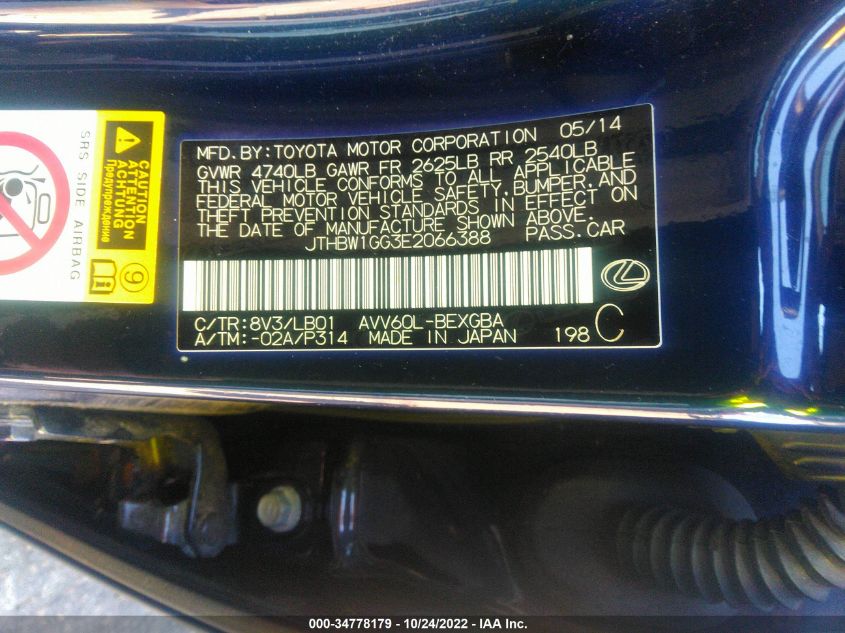 MFD.BY:TOYOTA MOTOR CORPORATION 05/14
GVWR 4740LB GAWR FR 2625LB RR 2540LB
THIS VEHICLE CONFORMS TO ALL APPLICABLE
FEDERAL MOTOR VEHICLE SAFETY,BUMPER,AND
THEFT PREVENTION STANDARDS IN EFFECT ON
THE DATE OF MANUFACTURE SHOWN ABOVE.
JTHBW1GG3E2066388 PASS.CAR
C/TR:8V3/LB01 AVV60L-BEXGBA
A/TM:-02A/P314 MADE IN JAPAN 198 C
CAUTION
ATTENTION
ACHTUNG
ОСТОРОЖНО
SRS SIDE AIRBAG
9
000-34778179 - 10/24/2022 - IAA Inc.